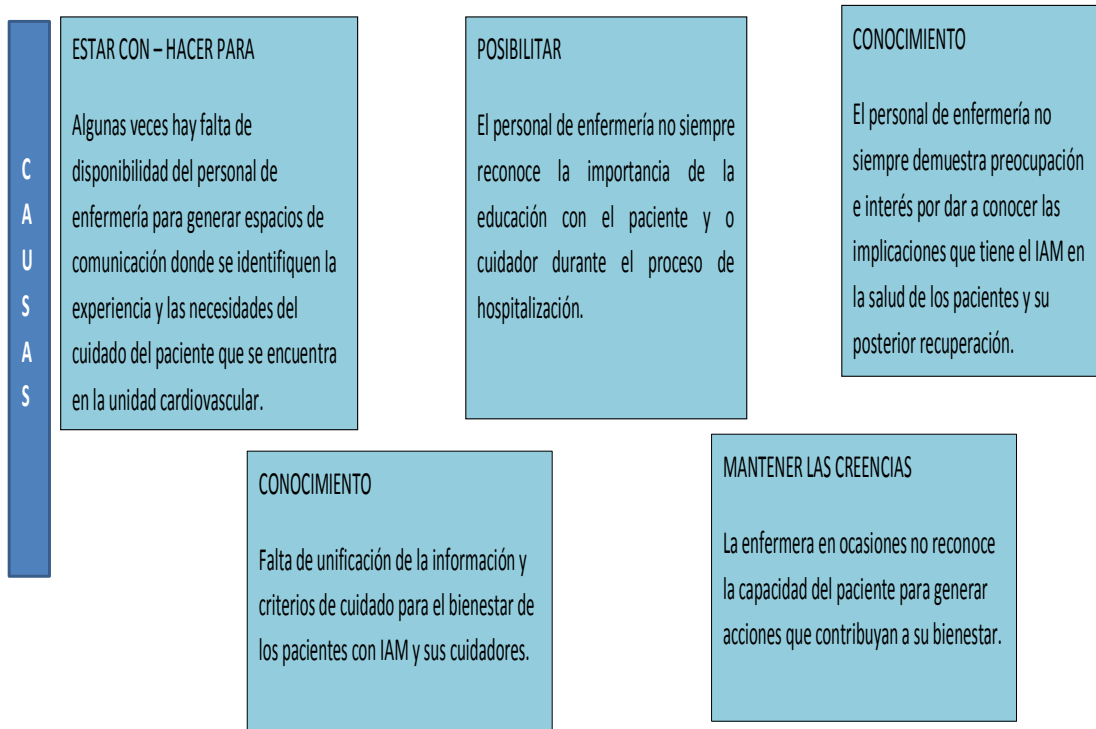 CAUSAS
ESTAR CON – HACER PARA
Algunas veces hay falta de
disponibilidad del personal de
enfermería para generar espacios de
comunicación donde se identifiquen la
experiencia y las necesidades del
cuidado del paciente que se encuentra
en la unidad cardiovascular.
POSIBILITAR
El personal de enfermería no siempre
reconoce la importancia de la
educación con el paciente y o
cuidador durante el proceso de
hospitalización.
CONOCIMIENTO
El personal de enfermería no
siempre demuestra preocupación
e interés por dar a conocer las
implicaciones que tiene el IAM en
la salud de los pacientes y su
posterior recuperación.
CONOCIMIENTO
Falta de unificación de la información y
criterios de cuidado para el bienestar de
los pacientes con IAM y sus cuidadores.
MANTENER LAS CREENCIAS
La enfermera en ocasiones no reconoce
la capacidad del paciente para generar
acciones que contribuyan a su bienestar.